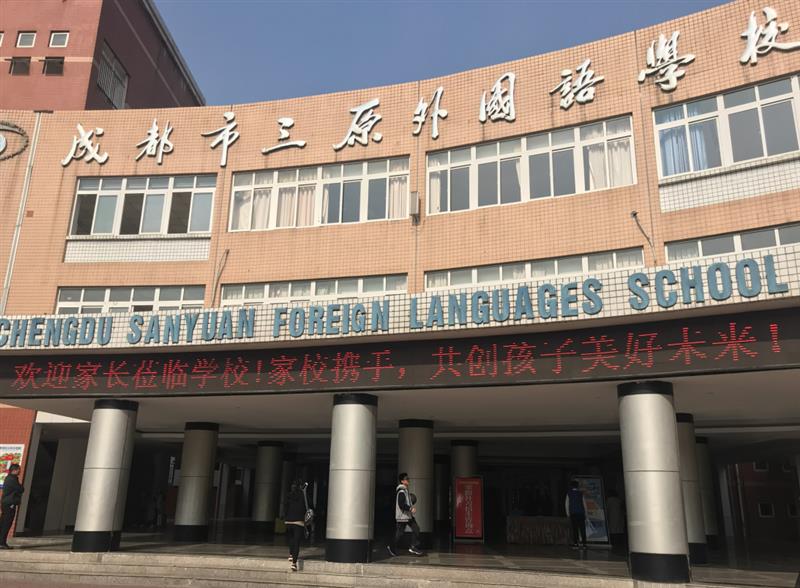 成都市三原外國語學校
CHENGDU SANYUAN FOREIGN LANGUAGES SCHOOL
欢迎家长莅临学校!家校携手，共创孩子美好未来!